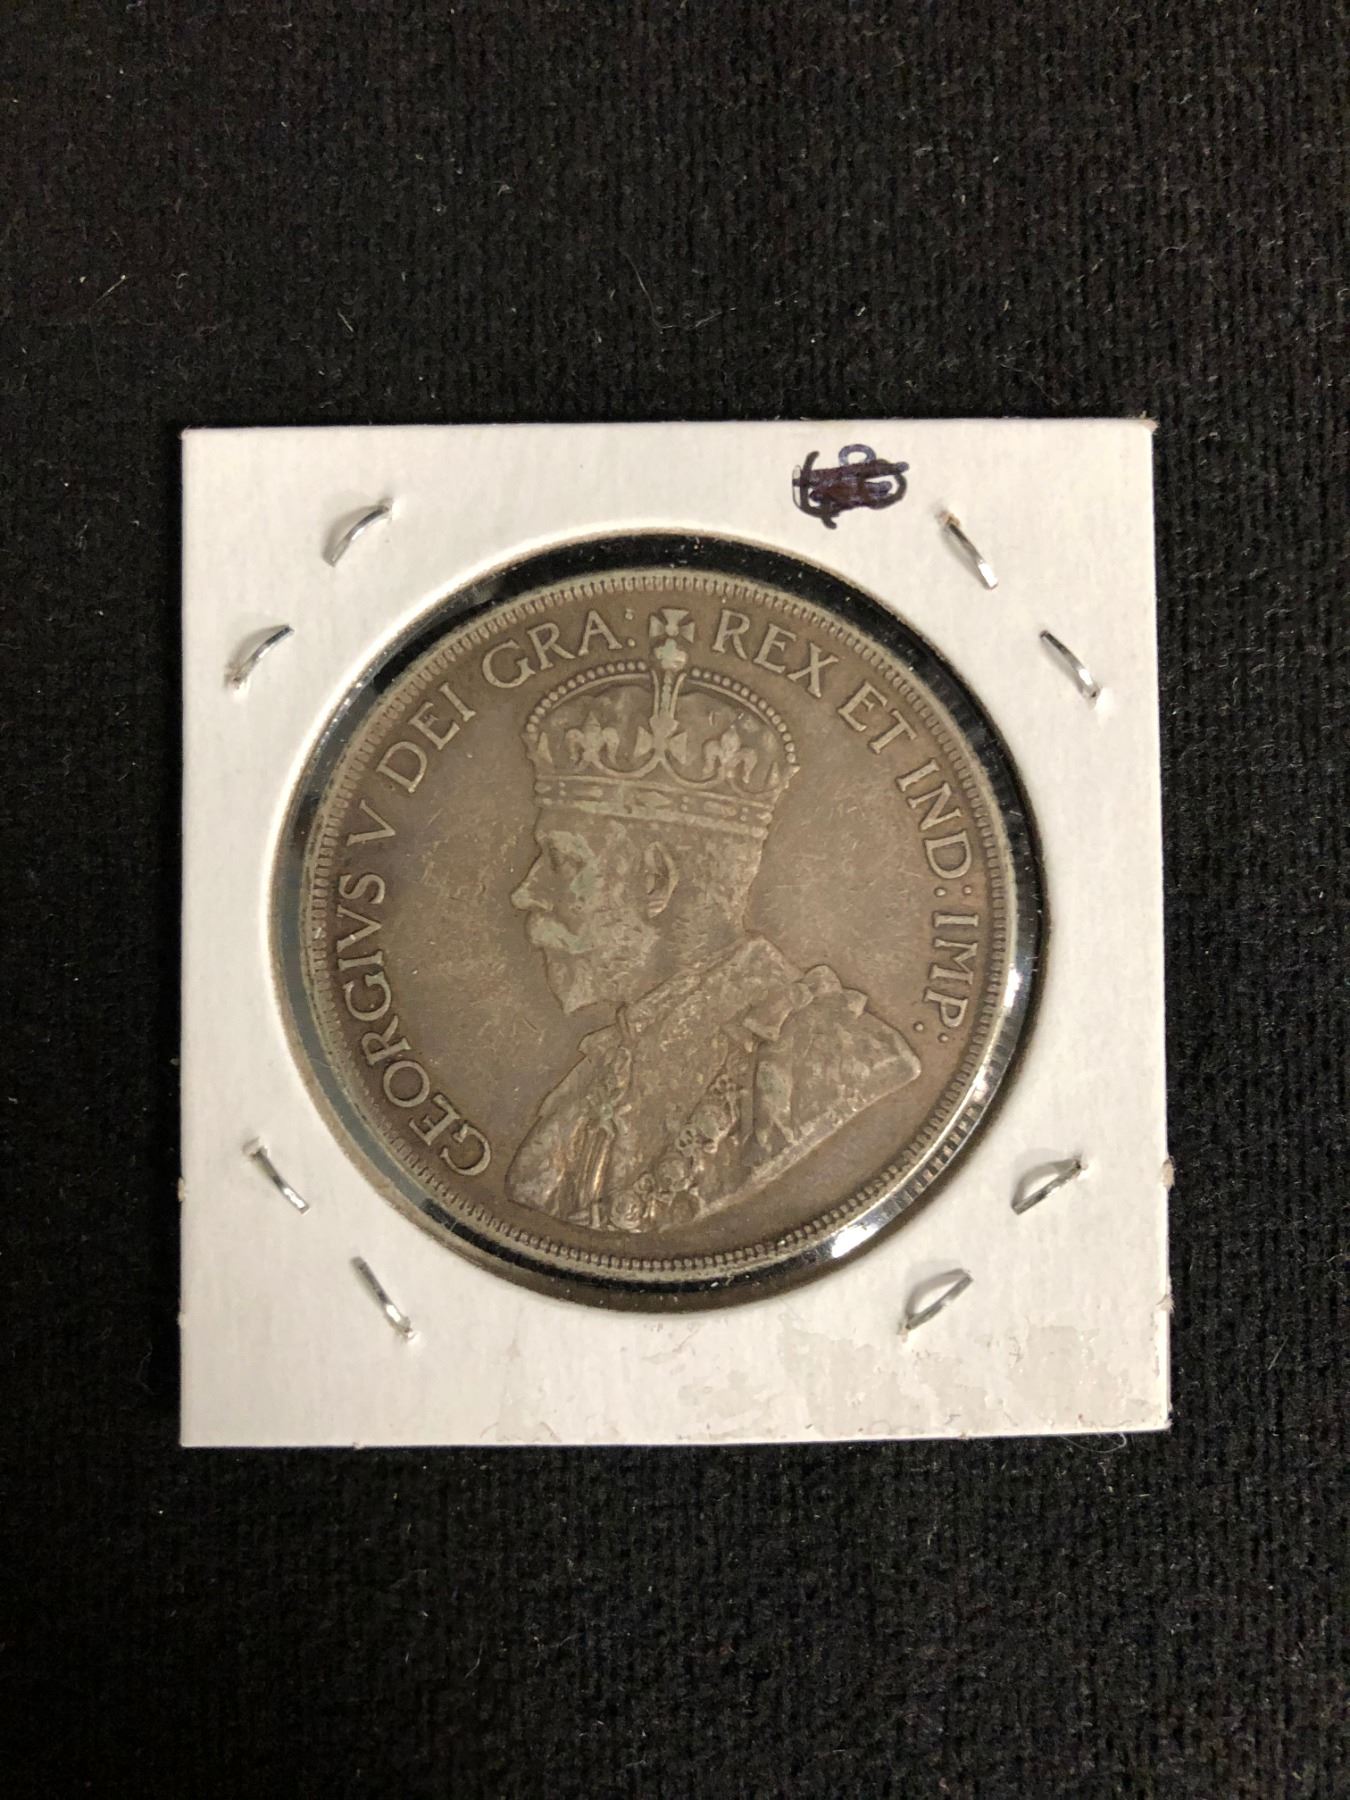 GEORGIVS V DEI GRA: REX ET IND: IMP: